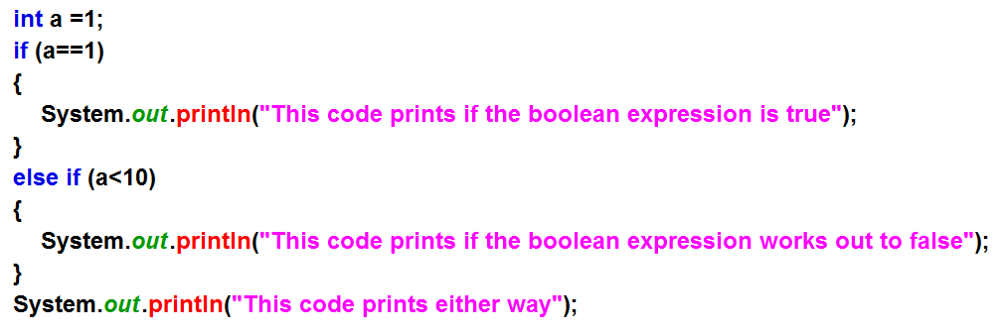 int a =1;
if (a==1)
{
System.out.println("This code prints if the boolean expression is true");
}
else if (a<10)
{
System.out.println("This code prints if the boolean expression works out to false");
}
System.out.println("This code prints either way");